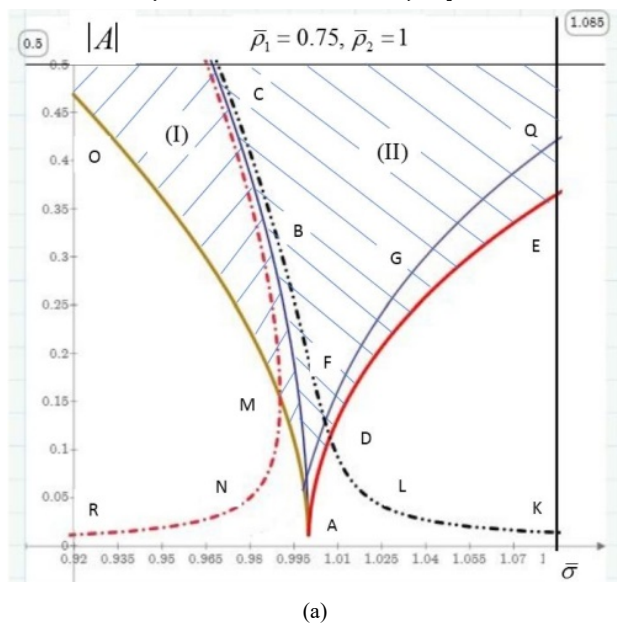 0.5
|A|
ρ̄₁ = 0.75, ρ̄₂ = 1
1.085
0.5
C
0.45
(I)
Q
(II)
0.4
O
0.35
0.3
B
E
G
0.25
0.2
F
0.15
M
0.1
D
0.05
R
N
A
L
K
0
0.92 0.935 0.95 0.965 0.98 0.995 1.01 1.025 1.04 1.055 1.07 1
σ̄
(a)